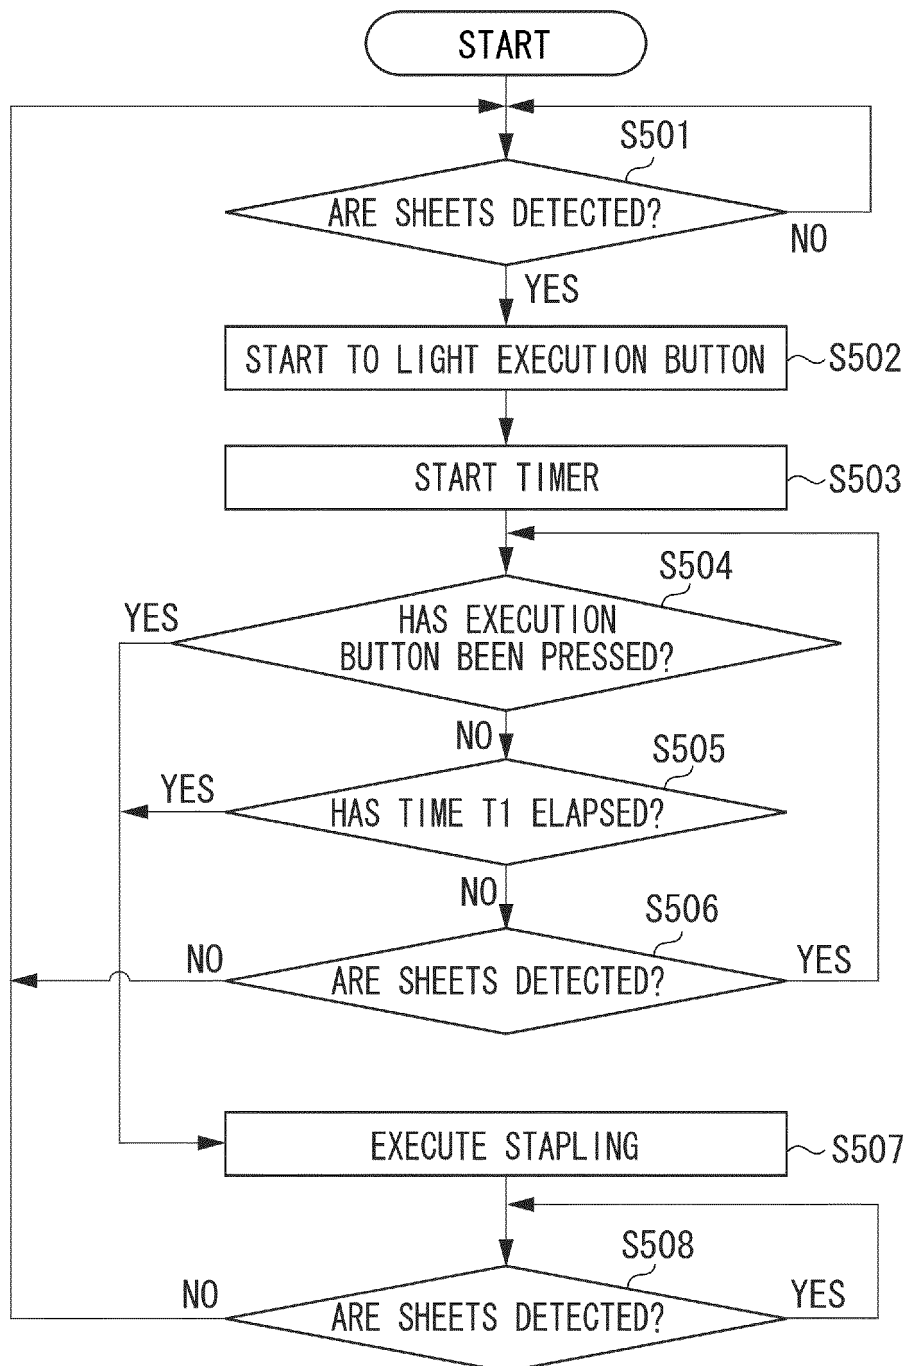 START
S501
ARE SHEETS DETECTED?
NO
YES
START TO LIGHT EXECUTION BUTTON
S502
START TIMER
S503
S504
YES
HAS EXECUTION
BUTTON BEEN PRESSED?
NO
S505
YES
HAS TIME T1 ELAPSED?
NO
S506
NO
ARE SHEETS DETECTED?
YES
EXECUTE STAPLING
S507
S508
NO
ARE SHEETS DETECTED?
YES